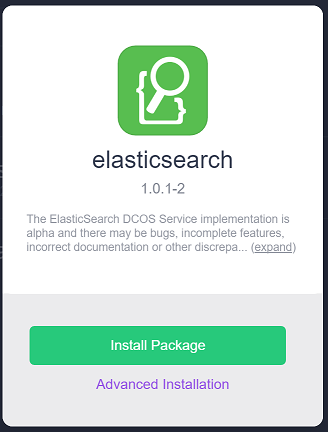 elasticsearch
1.0.1-2
The ElasticSearch DCOS Service implementation is
alpha and there may be bugs, incomplete features,
incorrect documentation or other discrepa... (expand)
Install Package
Advanced Installation